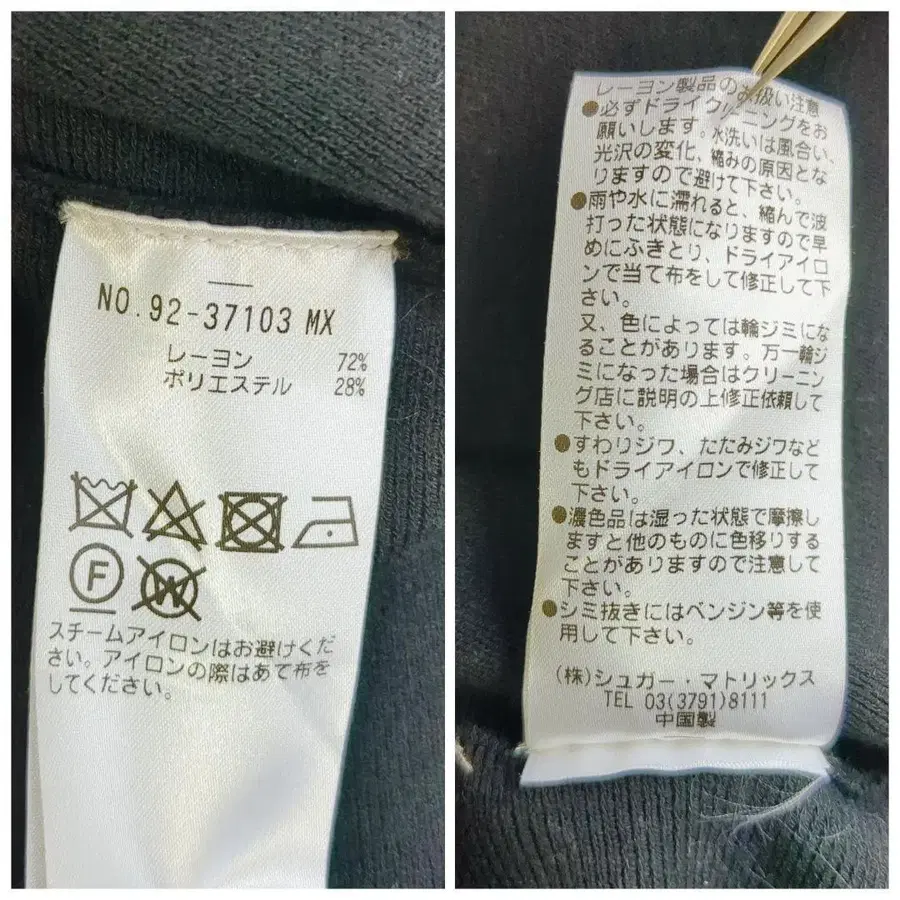 NO.92-37103 MX
レーヨン 72%
ポリエステル 28%
F
W
スチームアイロンはお避けくだ
さい。アイロンの際はあて布を
してください。
レーヨン製品のお扱い注意
●必ずドライクリーニングをお
願いします。水洗いは風合い、
光沢の変化、縮みの原因とな
りますので避けて下さい。
●雨や水に濡れると、縮んで波
打った状態になりますので早
めにふきとり、ドライアイロ
ンで当て布をして修正して下
さい。
又、色によっては輪ジミにな
ることがあります。万一輪ジ
ミになった場合はクリーニン
グ店に説明の上修正依頼して
下さい。
●すわりジワ、たたみジワなど
もドライアイロンで修正して
下さい。
●濃色品は湿った状態で摩擦し
ますと他のものに色移りする
ことがありますので注意して
下さい。
●シミ抜きにはベンジン等を使
用して下さい。
(株)シュガー・マトリックス
TEL 03(3791)8111
中国製